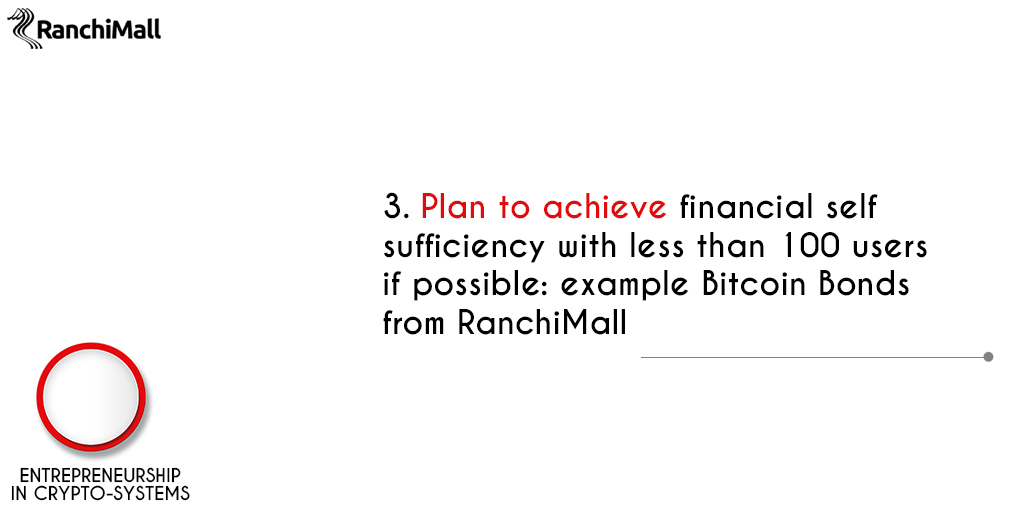 RanchiMall
3. Plan to achieve financial self
sufficiency with less than 100 users
if possible: example Bitcoin Bonds
from RanchiMall
ENTREPRENEURSHIP
IN CRYPTO-SYSTEMS